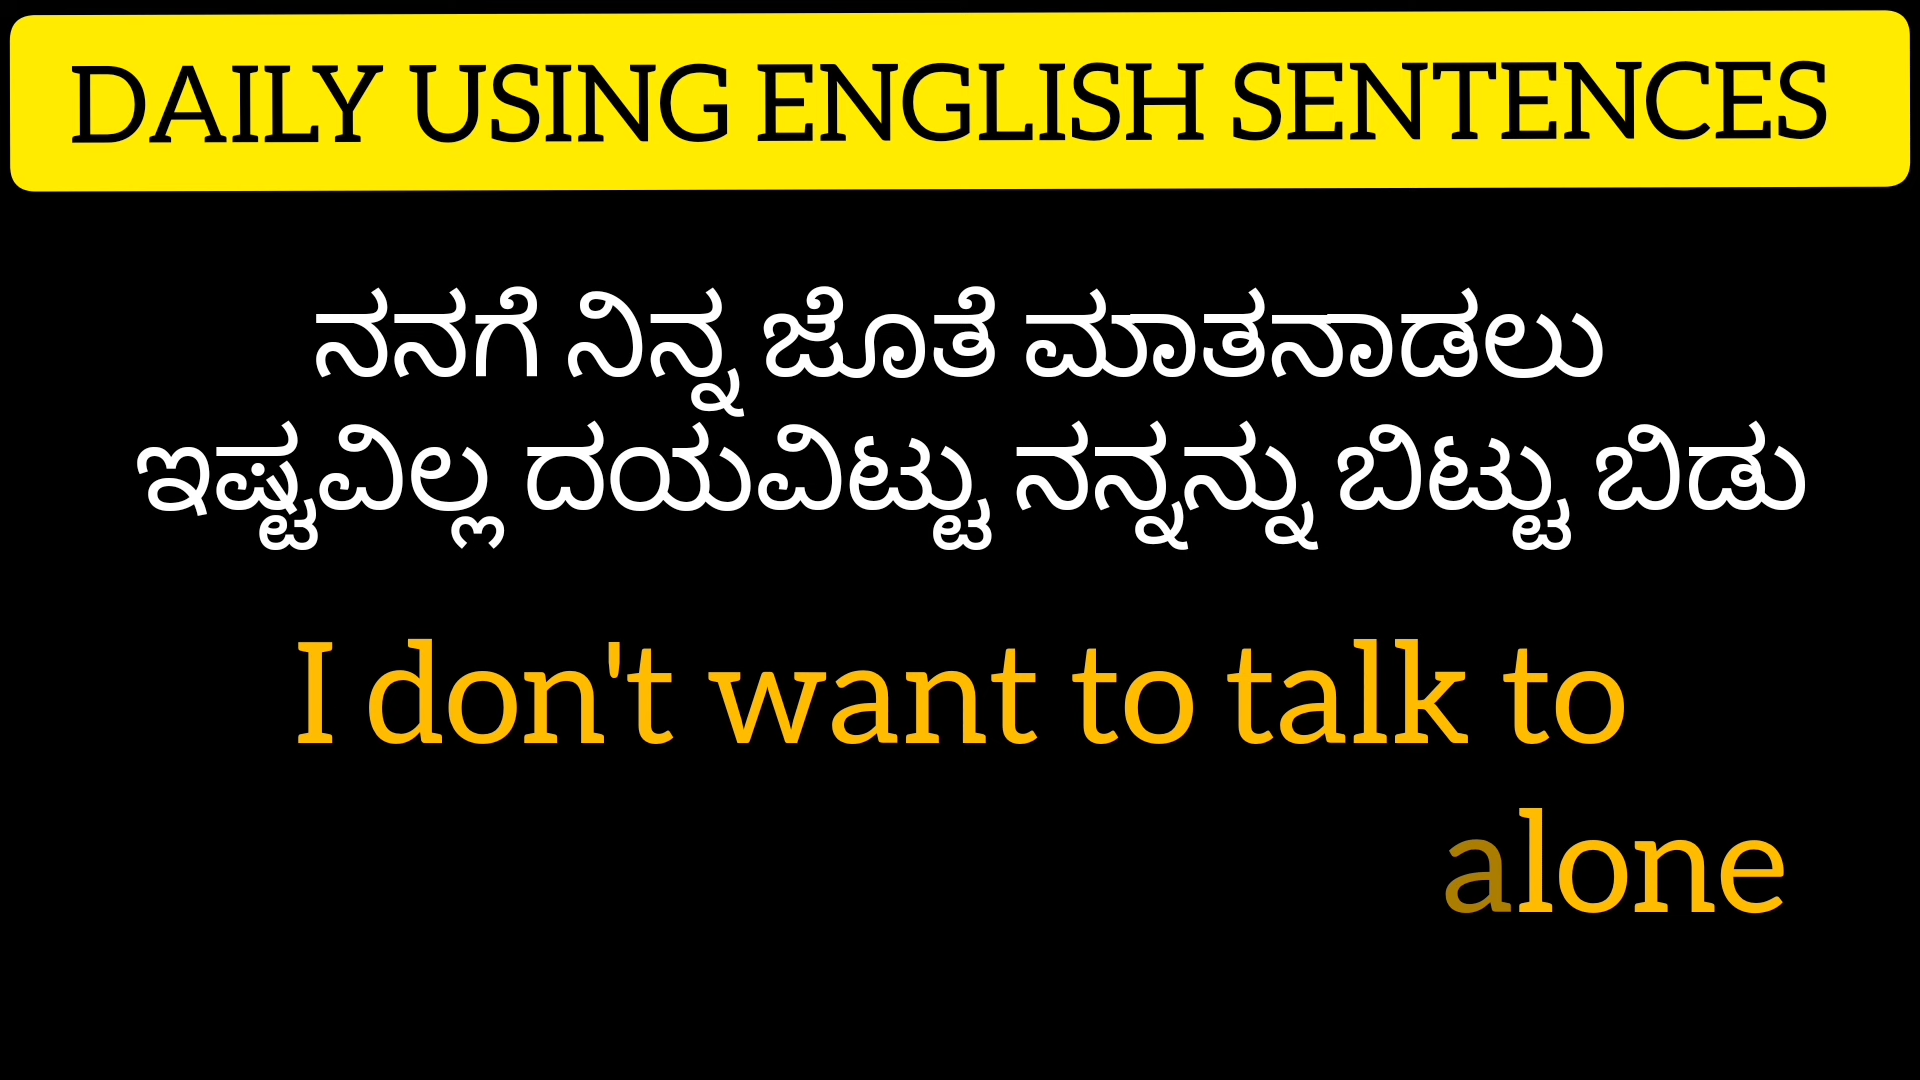 DAILY USING ENGLISH SENTENCES
ನನಗೆ ನಿನ್ನ ಜೊತೆ ಮಾತನಾಡಲು
ಇಷ್ಟವಿಲ್ಲ ದಯವಿಟ್ಟು ನನ್ನನ್ನು ಬಿಟ್ಟು ಬಿಡು
I don't want to talk to
alone